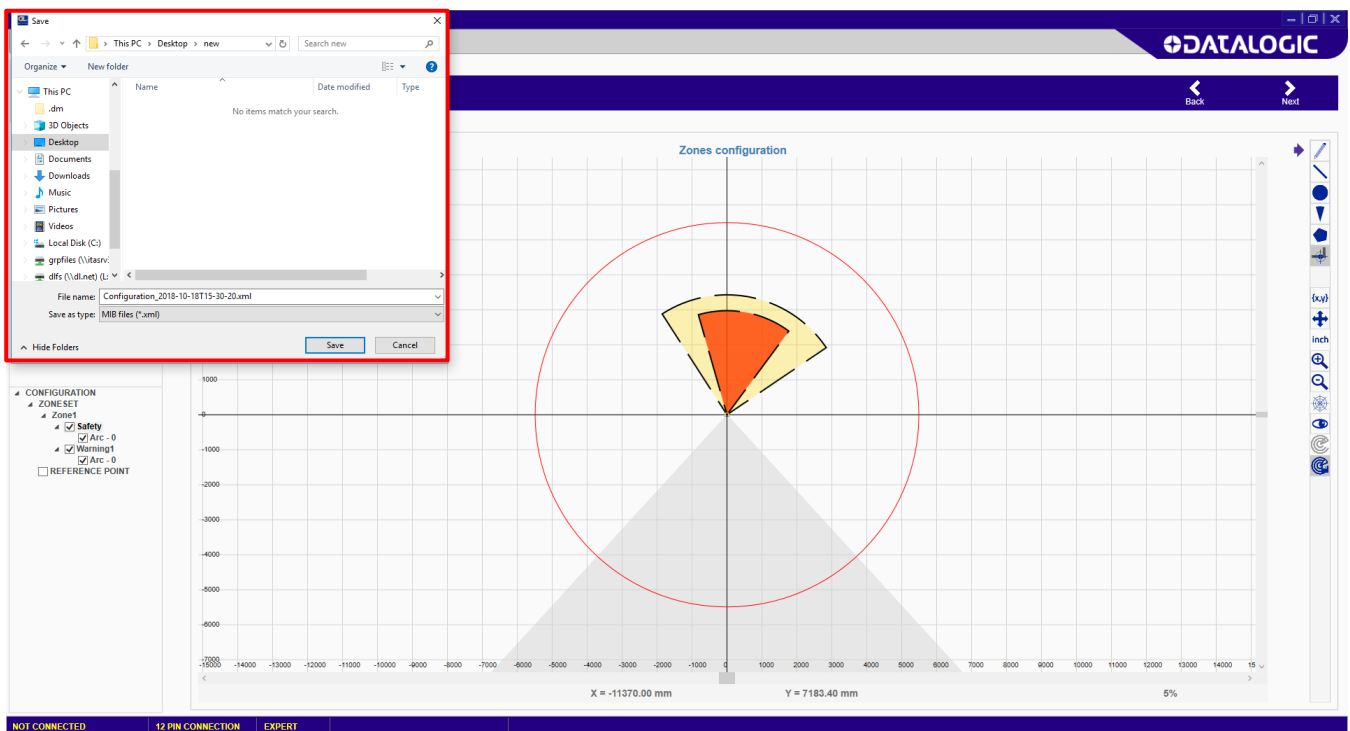 Save
This PC > Desktop > new
Search new
Organize
New folder
This PC
.dm
3D Objects
Desktop
Documents
Downloads
Music
Pictures
Videos
Local Disk (C:)
grpfiles (\\itasrv
dlfs (\\dl.net) (L:
Name
Date modified
Type
No items match your search.
File name: Configuration_2018-10-18T15-30-20.xml
Save as type: MIB files (*.xml)
Hide Folders
Save
Cancel
DATALOGIC
Back
Next
Zones configuration
CONFIGURATION
ZONESET
Zone1
Safety
Arc - 0
Warning1
Arc - 0
REFERENCE POINT
{x,y}
inch
1000
0
-1000
-2000
-3000
-4000
-5000
-6000
-7000
-15000 -14000 -13000 -12000 -11000 -10000 -9000 -8000 -7000 -6000 -5000 -4000 -3000 -2000 -1000 0 1000 2000 3000 4000 5000 6000 7000 8000 9000 10000 11000 12000 13000 14000 15
X = -11370.00 mm
Y = 7183.40 mm
5%
NOT CONNECTED
12 PIN CONNECTION
EXPERT